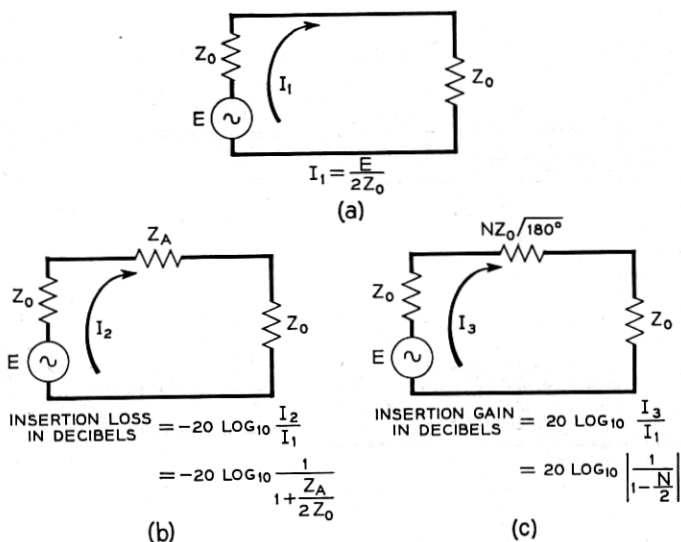 Z₀
I₁
Z₀
E
I₁ = E / 2Z₀
(a)
Z_A
Z₀
I₂
Z₀
E
INSERTION LOSS IN DECIBELS = -20 LOG₁₀ I₂ / I₁
= -20 LOG₁₀ 1 / (1 + Z_A / 2Z₀)
(b)
NZ₀ /180°
Z₀
I₃
Z₀
E
INSERTION GAIN IN DECIBELS = 20 LOG₁₀ I₃ / I₁
= 20 LOG₁₀ | 1 / (1 - N / 2) |
(c)